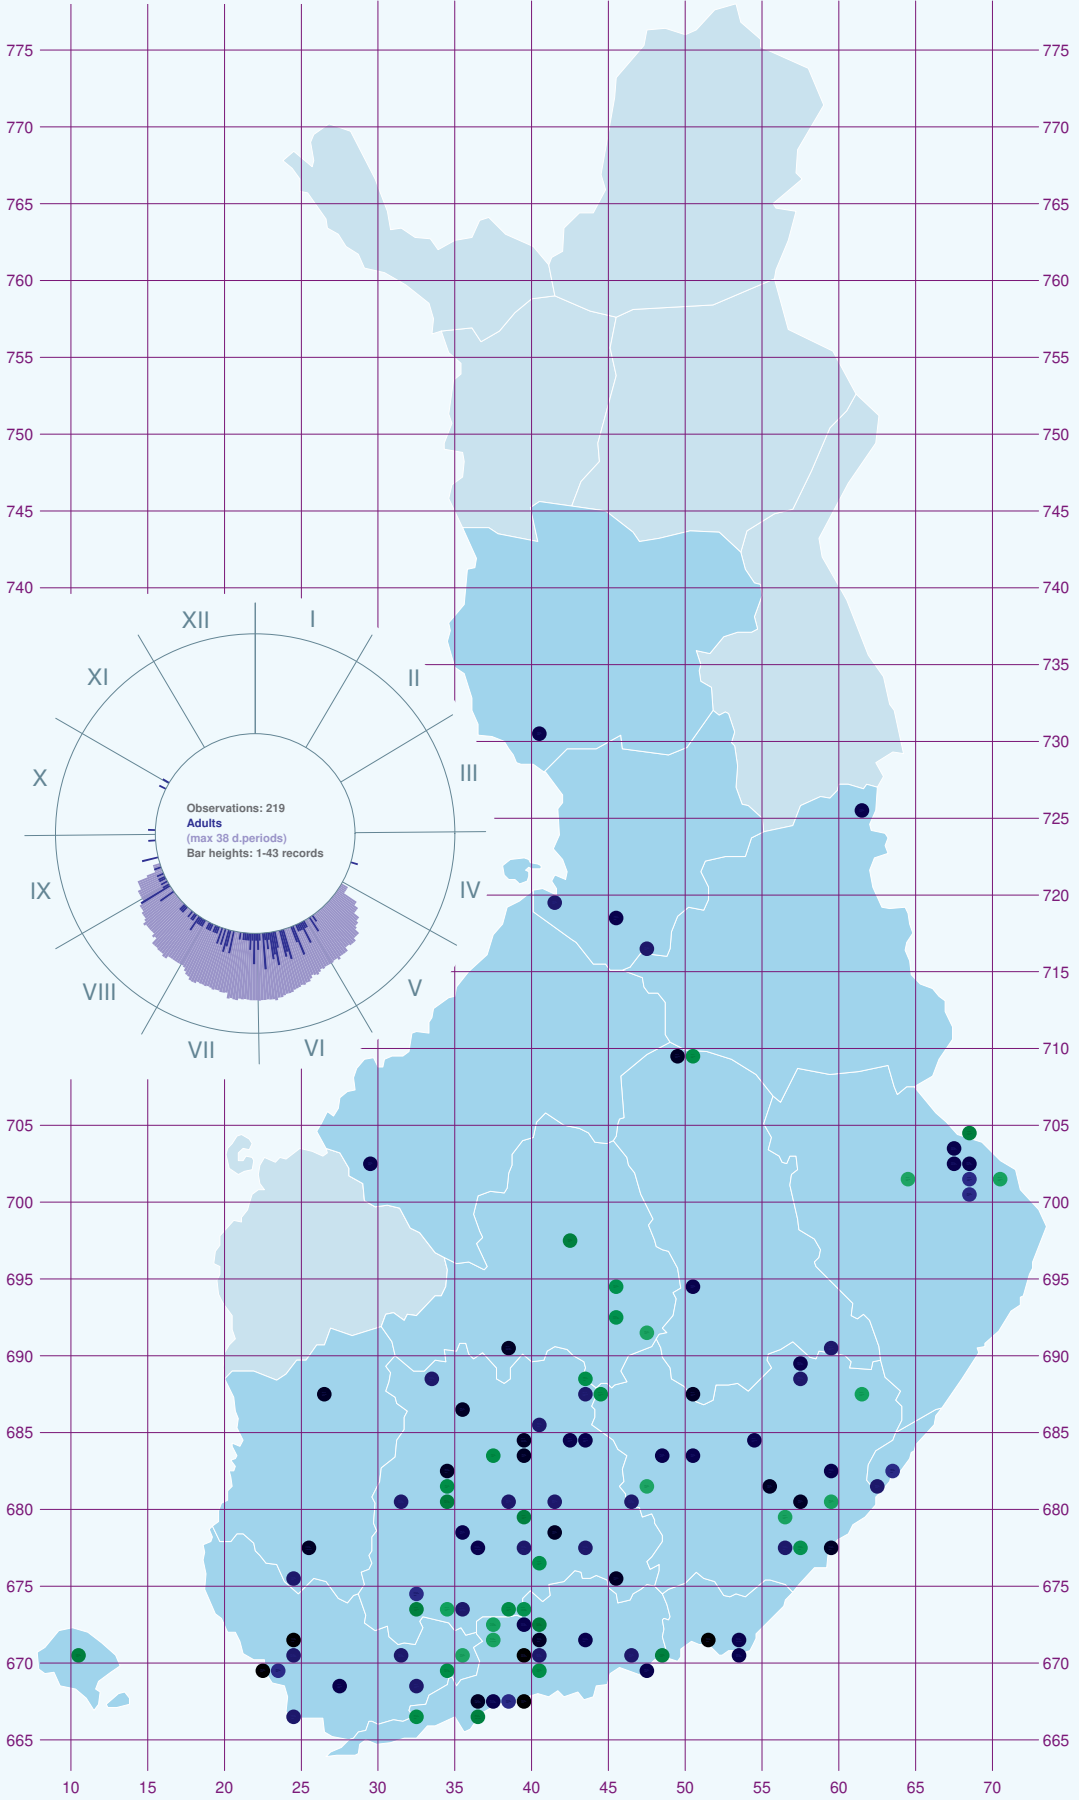 775 775
770 770
765 765
760 760
755 755
750 750
745 745
740 740
735 735
730 730
725 725
720 720
715 715
710 710
705 705
700 700
695 695
690 690
685 685
680 680
675 675
670 670
665 665
10 15 20 25 30 35 40 45 50 55 60 65 70
XII
I
XI
II
X
III
IX
IV
VIII
V
VII
VI
Observations: 219
Adults
(max 38 d.periods)
Bar heights: 1-43 records